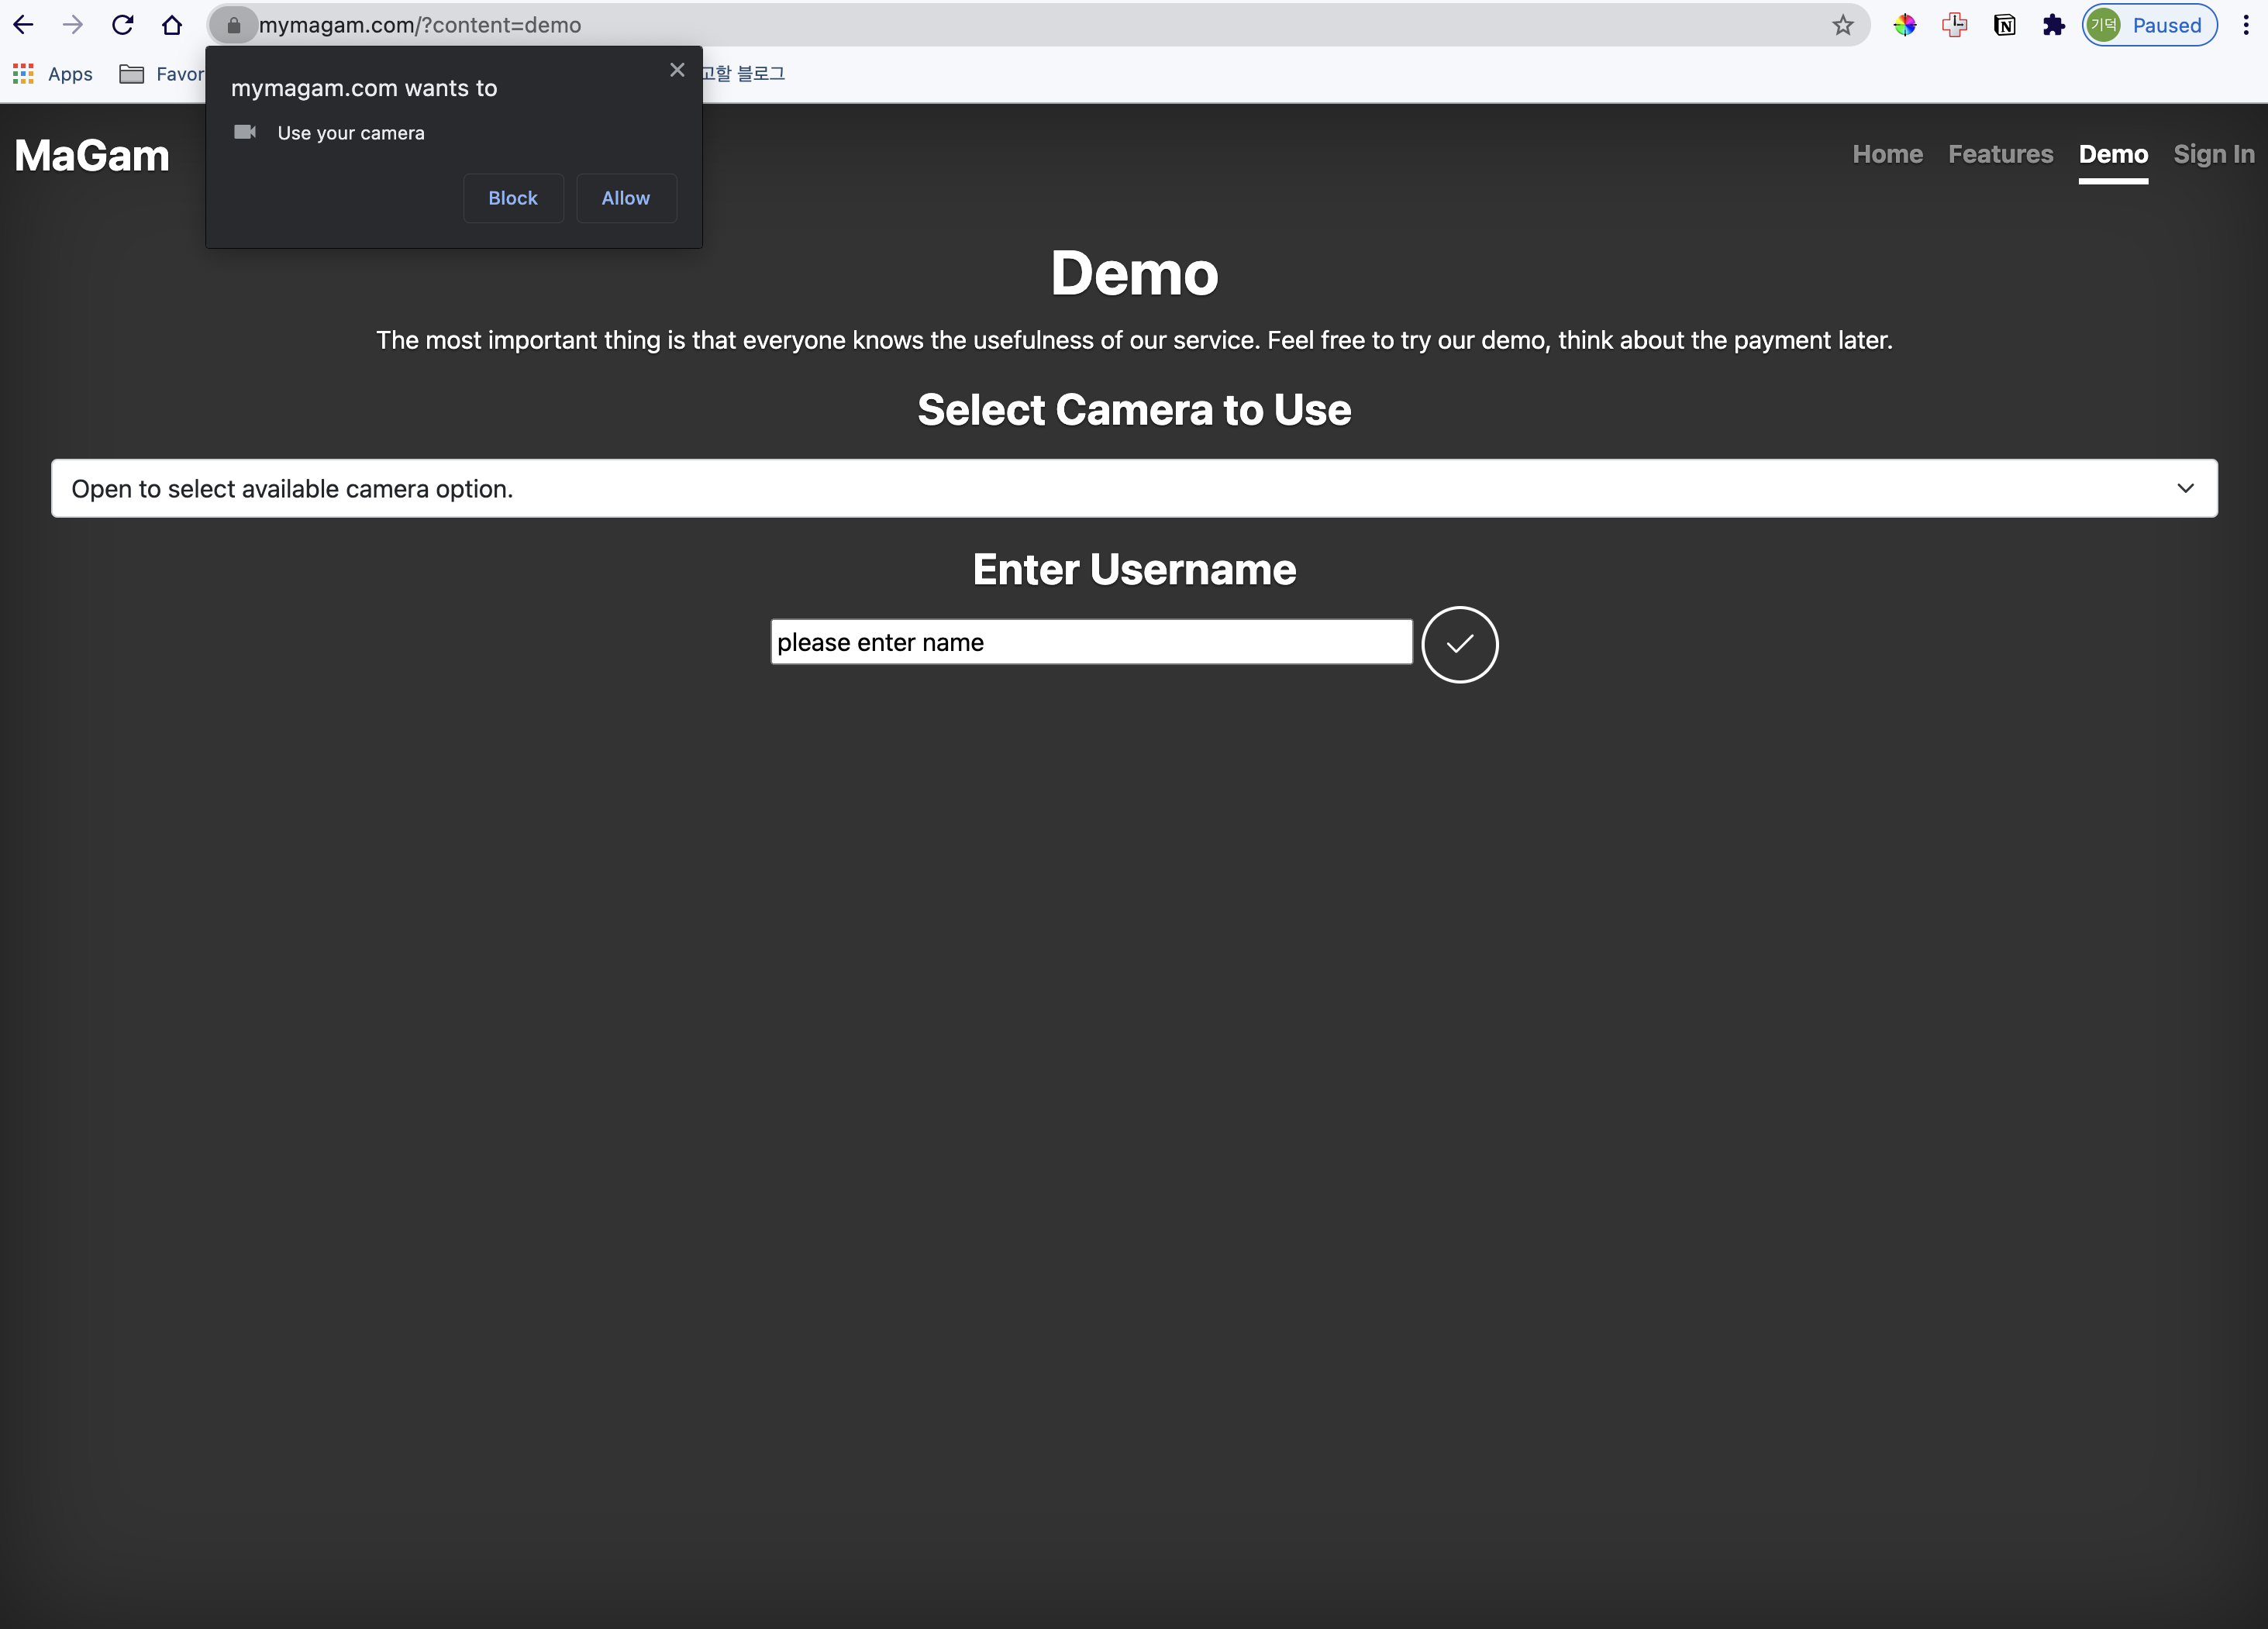 mymagam.com/?content=demo
기덕 Paused
Apps
Favor
고할 블로그
mymagam.com wants to
Use your camera
Block Allow
MaGam
Home Features Demo Sign In
Demo
The most important thing is that everyone knows the usefulness of our service. Feel free to try our demo, think about the payment later.
Select Camera to Use
Open to select available camera option.
Enter Username
please enter name